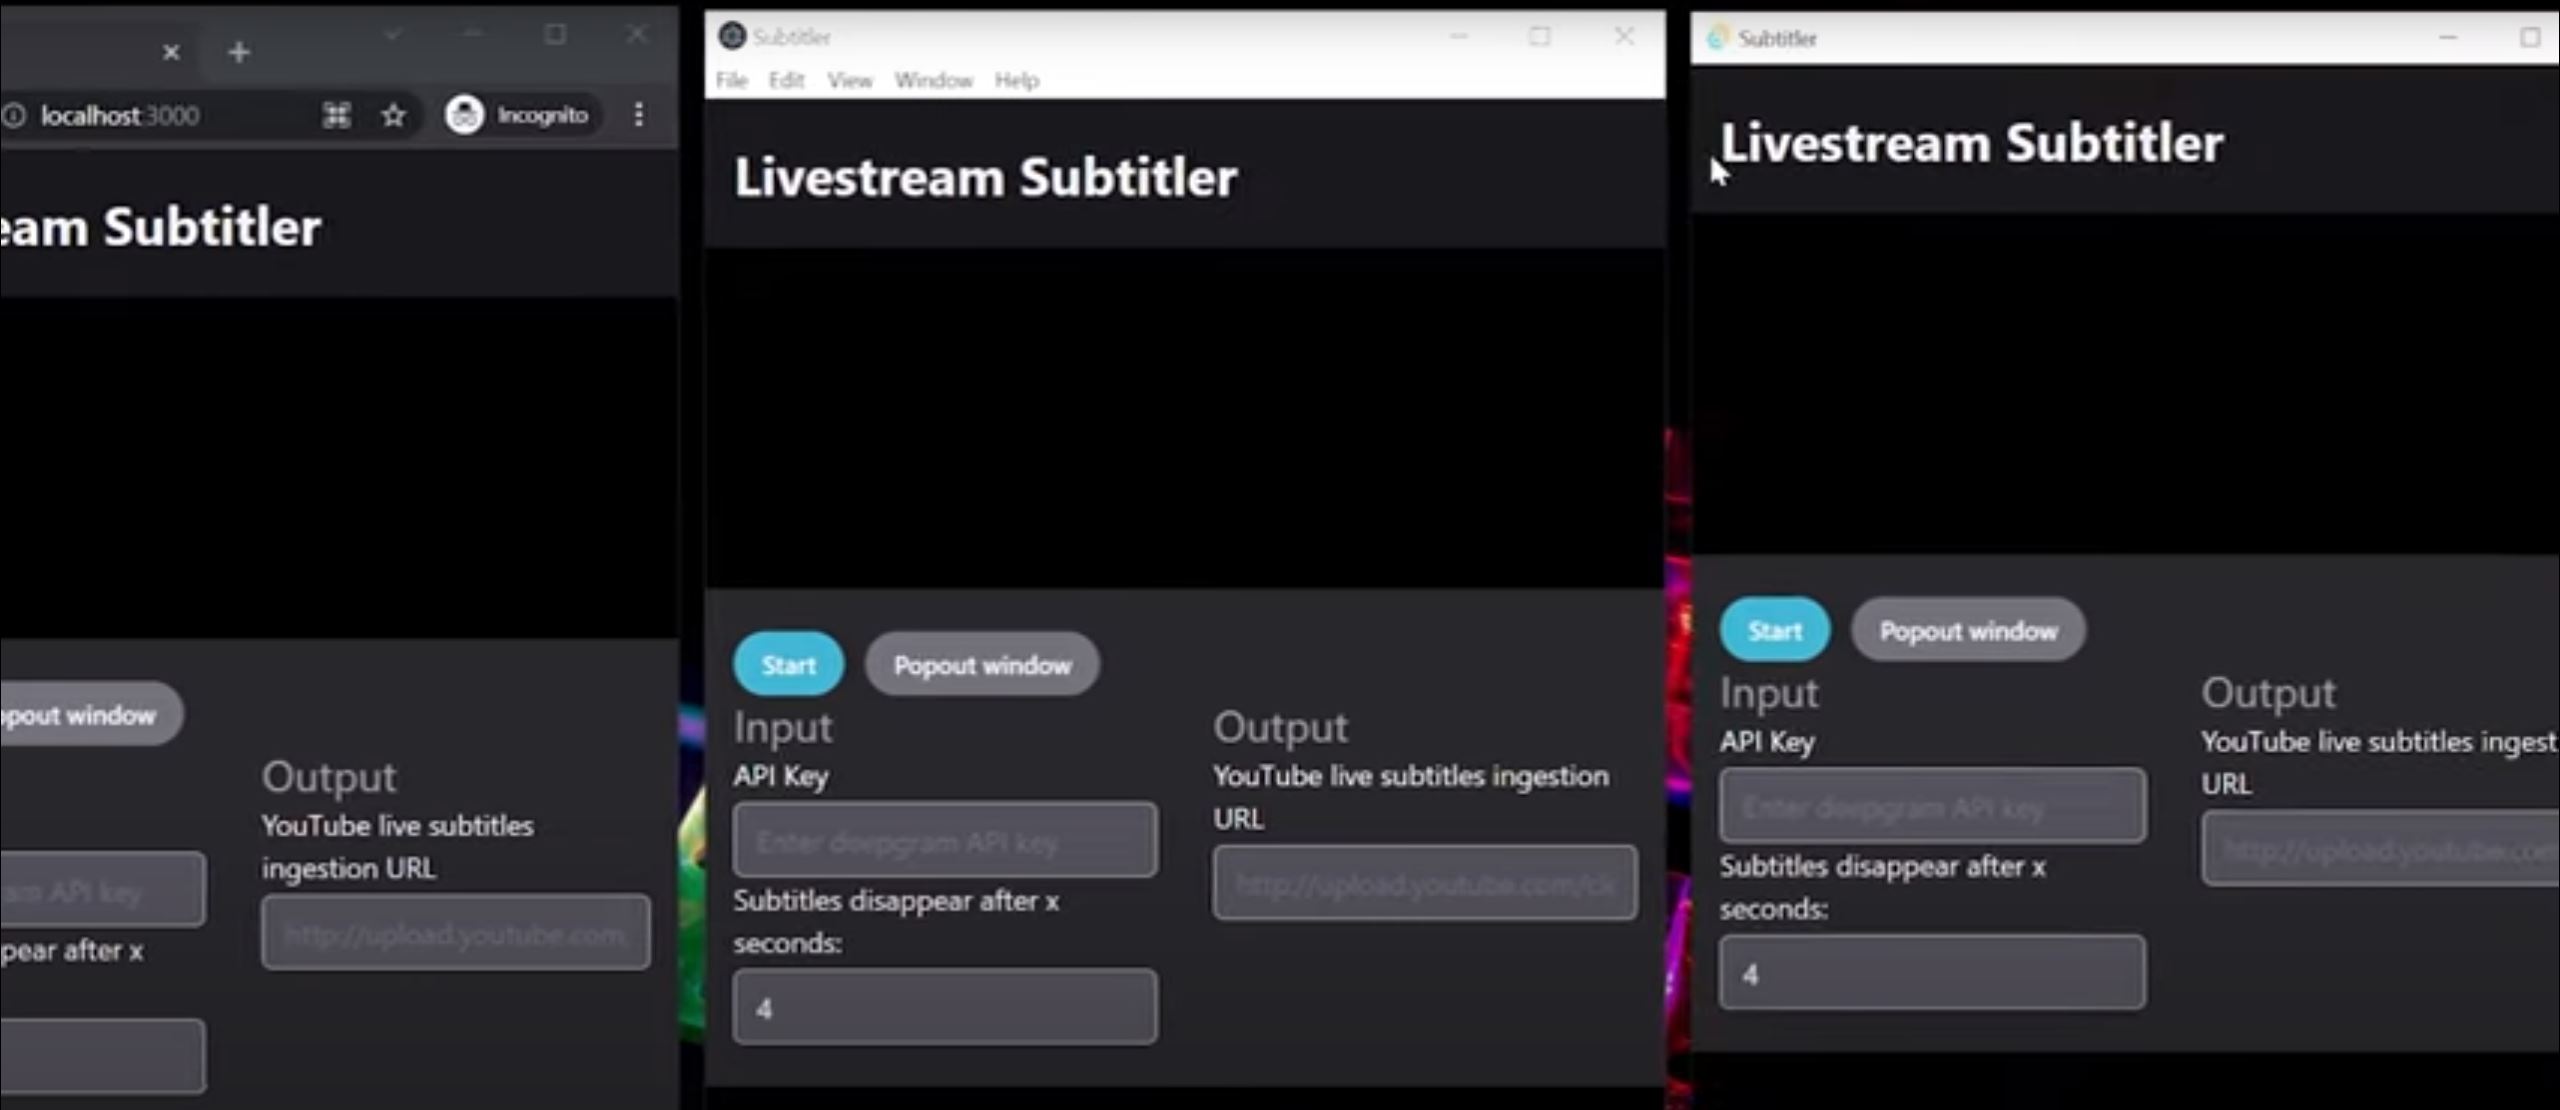 localhost:3000
Incognito
eam Subtitler
opout window
Output
YouTube live subtitles
ingestion URL
am API key
http://upload.youtube.com
pear after x
Subtitler
File Edit View Window Help
Livestream Subtitler
Start
Popout window
Input
API Key
Enter deepgram API key
Subtitles disappear after x
seconds:
4
Output
YouTube live subtitles ingestion
URL
http://upload.youtube.com/clo
Subtitler
Livestream Subtitler
Start
Popout window
Input
API Key
Enter deepgram API key
Subtitles disappear after x
seconds:
4
Output
YouTube live subtitles ingest
URL
http://upload.youtube.com